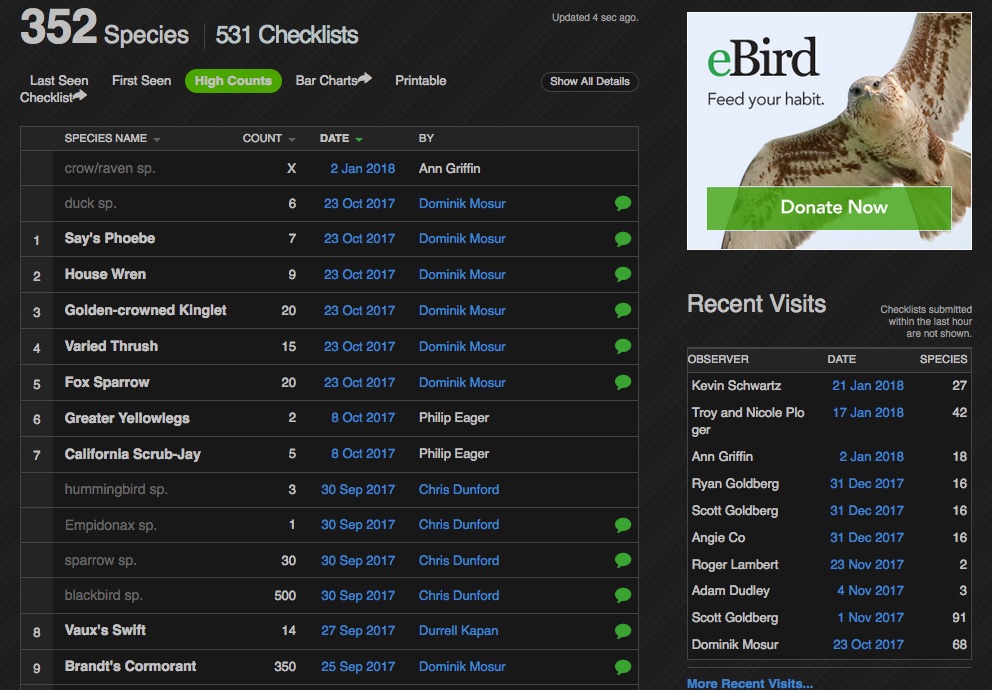 352 Species 531 Checklists
Updated 4 sec ago.
Last Seen First Seen High Counts Bar Charts Printable
Checklist
Show All Details
SPECIES NAME COUNT DATE BY
crow/raven sp. X 2 Jan 2018 Ann Griffin
duck sp. 6 23 Oct 2017 Dominik Mosur
1 Say's Phoebe 7 23 Oct 2017 Dominik Mosur
2 House Wren 9 23 Oct 2017 Dominik Mosur
3 Golden-crowned Kinglet 20 23 Oct 2017 Dominik Mosur
4 Varied Thrush 15 23 Oct 2017 Dominik Mosur
5 Fox Sparrow 20 23 Oct 2017 Dominik Mosur
6 Greater Yellowlegs 2 8 Oct 2017 Philip Eager
7 California Scrub-Jay 5 8 Oct 2017 Philip Eager
hummingbird sp. 3 30 Sep 2017 Chris Dunford
Empidonax sp. 1 30 Sep 2017 Chris Dunford
sparrow sp. 30 30 Sep 2017 Chris Dunford
blackbird sp. 500 30 Sep 2017 Chris Dunford
8 Vaux's Swift 14 27 Sep 2017 Durrell Kapan
9 Brandt's Cormorant 350 25 Sep 2017 Dominik Mosur
eBird
Feed your habit.
Donate Now
Recent Visits
Checklists submitted
within the last hour
are not shown.
OBSERVER DATE SPECIES
Kevin Schwartz 21 Jan 2018 27
Troy and Nicole Plo 17 Jan 2018 42
ger
Ann Griffin 2 Jan 2018 18
Ryan Goldberg 31 Dec 2017 16
Scott Goldberg 31 Dec 2017 16
Angie Co 31 Dec 2017 16
Roger Lambert 23 Nov 2017 2
Adam Dudley 4 Nov 2017 3
Scott Goldberg 1 Nov 2017 91
Dominik Mosur 23 Oct 2017 68
More Recent Visits...